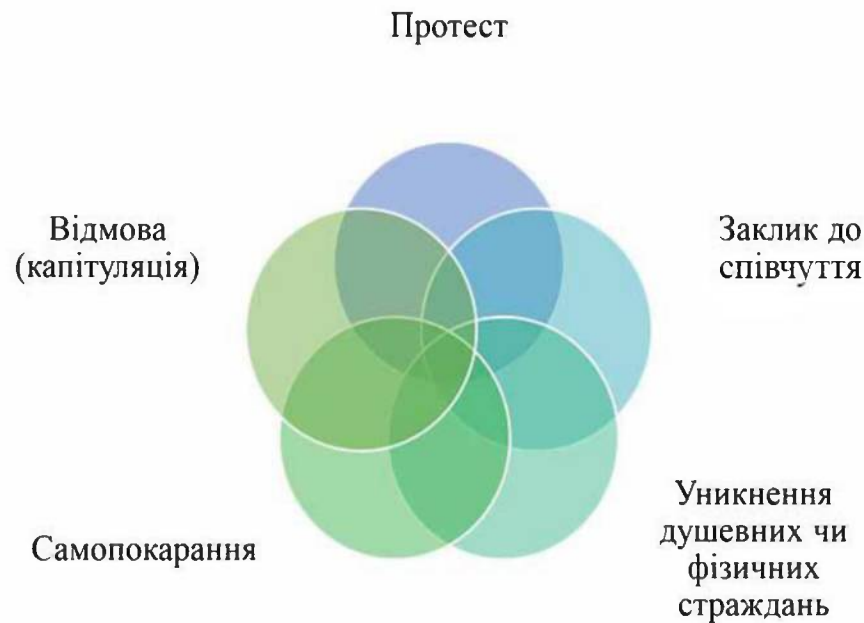 Протест
Відмова
(капітуляція)
Заклик до
співчуття
Самопокарання
Уникнення
душевних чи
фізичних
страждань